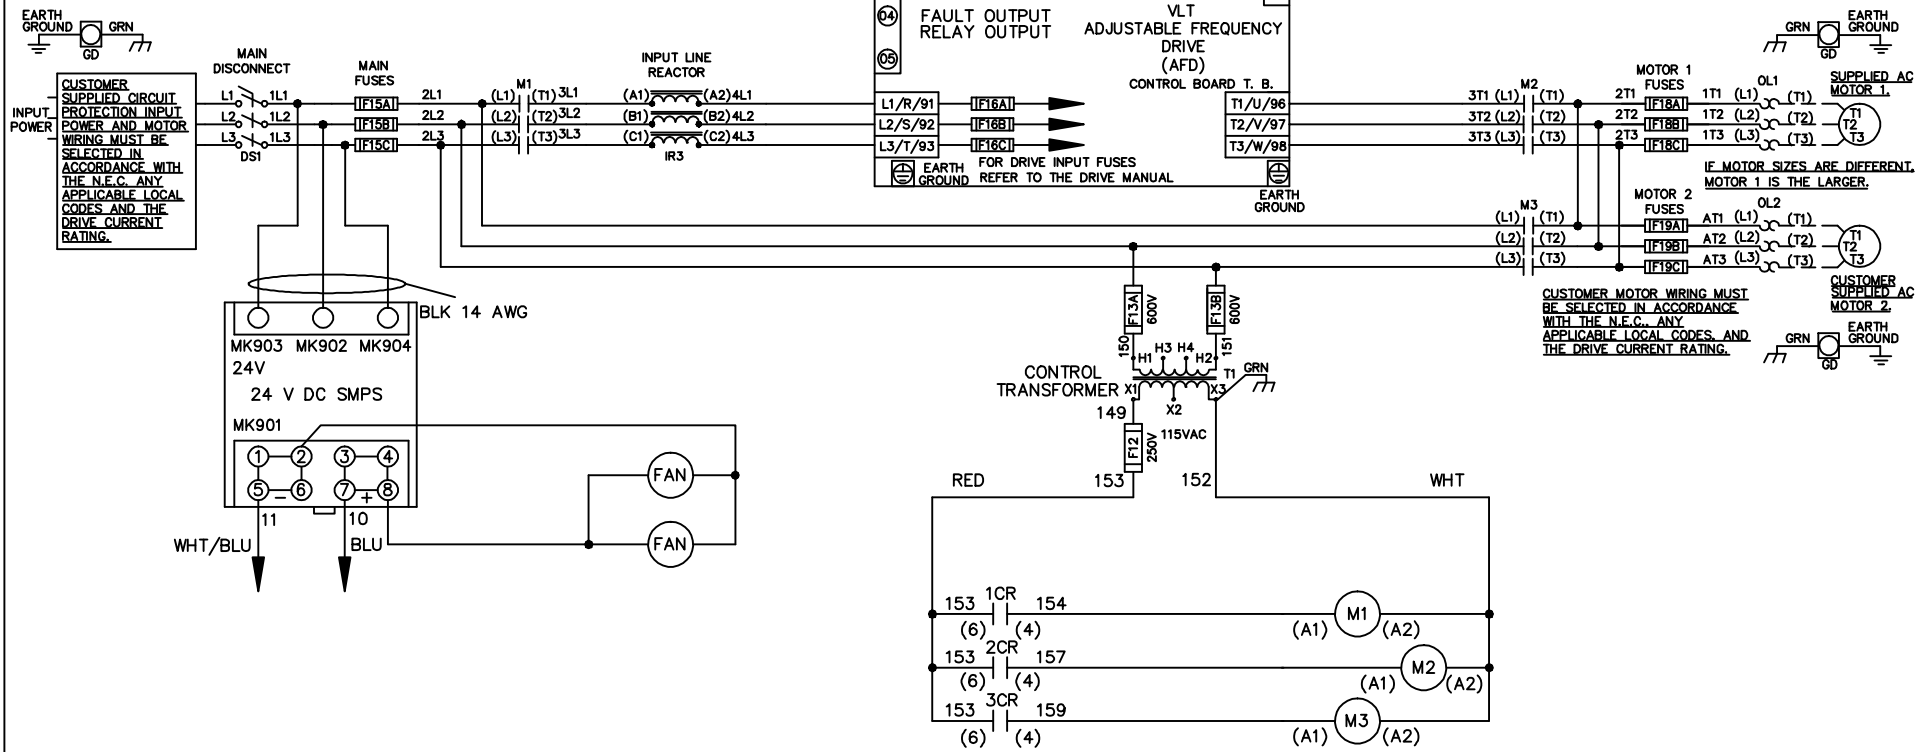 EARTH
GROUND
GRN
GD
MAIN
DISCONNECT
L1
1L1
L2
1L2
L3
1L3
DS1
INPUT
POWER
CUSTOMER
SUPPLIED CIRCUIT
PROTECTION INPUT
POWER AND MOTOR
WIRING MUST BE
SELECTED IN
ACCORDANCE WITH
THE N.E.C. ANY
APPLICABLE LOCAL
CODES AND THE
DRIVE CURRENT
RATING.
MAIN
FUSES
F15A
F15B
F15C
2L1
2L2
2L3
M1
(L1) (T1) 3L1
(L2) (T2) 3L2
(L3) (T3) 3L3
INPUT LINE
REACTOR
(A1) (A2) 4L1
(B1) (B2) 4L2
(C1) (C2) 4L3
IR3
04
05
FAULT OUTPUT
RELAY OUTPUT
VLT
ADJUSTABLE FREQUENCY
DRIVE
(AFD)
CONTROL BOARD T. B.
L1/R/91 F16A T1/U/96
L2/S/92 F16B T2/V/97
L3/T/93 F16C T3/W/98
EARTH
GROUND
FOR DRIVE INPUT FUSES
REFER TO THE DRIVE MANUAL
EARTH
GROUND
M2
3T1 (L1) (T1)
3T2 (L2) (T2)
3T3 (L3) (T3)
MOTOR 1
FUSES
2T1 F18A 1T1 (L1) OL1 (T1)
2T2 F18B 1T2 (L2) (T2)
2T3 F18C 1T3 (L3) (T3)
GRN
GD
EARTH
GROUND
SUPPLIED AC
MOTOR 1.
T1
T2
T3
IF MOTOR SIZES ARE DIFFERENT,
MOTOR 1 IS THE LARGER.
M3
(L1) (T1)
(L2) (T2)
(L3) (T3)
MOTOR 2
FUSES
F19A AT1 (L1) OL2 (T1)
F19B AT2 (L2) (T2)
F19C AT3 (L3) (T3)
T1
T2
T3
CUSTOMER
SUPPLIED AC
MOTOR 2.
CUSTOMER MOTOR WIRING MUST
BE SELECTED IN ACCORDANCE
WITH THE N.E.C., ANY
APPLICABLE LOCAL CODES, AND
THE DRIVE CURRENT RATING.
GRN
GD
EARTH
GROUND
BLK 14 AWG
MK903 MK902 MK904
24V
24 V DC SMPS
MK901
1 2 3 4
5 − 6 7 + 8
11
10
WHT/BLU
BLU
FAN
FAN
F13A
600V
F13B
600V
150
151
H1 H3 H4 H2
CONTROL
TRANSFORMER
T1
GRN
X1 X2 X3
149
115VAC
F12
250V
153
152
RED
WHT
1CR
153 154
(6) (4)
M1
(A1) (A2)
2CR
153 157
(6) (4)
M2
(A1) (A2)
3CR
153 159
(6) (4)
M3
(A1) (A2)